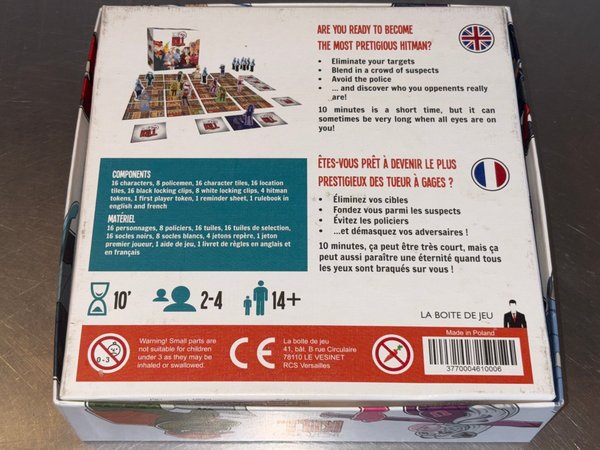 ARE YOU READY TO BECOME
THE MOST PRETIGIOUS HITMAN?
• Eliminate your targets
• Blend in a crowd of suspects
• Avoid the police
• ... and discover who you oppenents really
are!
10 minutes is a short time, but it can
sometimes be very long when all eyes are on
you!
COMPONENTS
16 characters, 8 policemen, 16 character tiles, 16 location
tiles, 16 black locking clips, 8 white locking clips, 4 hitman
tokens, 1 first player token, 1 reminder sheet, 1 rulebook in
english and french
MATÉRIEL
16 personnages, 8 policiers, 16 tuiles, 16 tuiles de selection,
16 socles noirs, 8 socles blancs, 4 jetons repère, 1 jeton
premier joueur, 1 aide de jeu, 1 livret de règles en anglais et
en français
ÊTES-VOUS PRÊT À DEVENIR LE PLUS
PRESTIGIEUX DES TUEUR À GAGES ?
• Éliminez vos cibles
• Fondez vous parmi les suspects
• Évitez les policiers
• ...et démasquez vos adversaires !
10 minutes, ça peut être très court, mais ça
peut aussi paraître une éternité quand tous
les yeux sont braqués sur vous !
10'
2-4
14+
LA BOITE DE JEU
0-3
Warning! Small parts are
not suitable for children
under 3 as they may be
inhaled or swallowed.
CE
La boite de jeu
41, bât. B rue Circulaire
78110 LE VESINET
RCS Versailles
Made in Poland
3770004610006